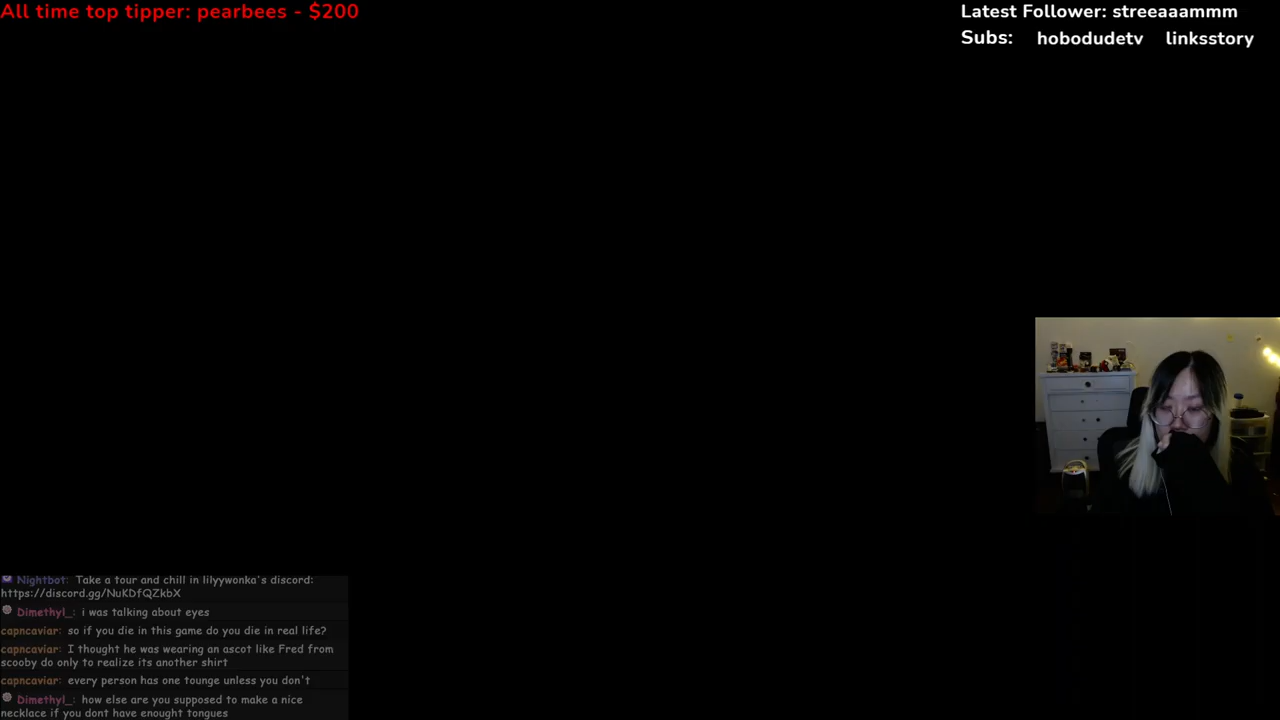 All time top tipper: pearbees - $200
Latest Follower: streeaaammm
Subs: hobodudetv linksstory
Nightbot: Take a tour and chill in lilyywonka's discord:
https://discord.gg/NuKDfQZkbX
Dimethyl_: i was talking about eyes
capncaviar: so if you die in this game do you die in real life?
capncaviar: I thought he was wearing an ascot like Fred from
scooby do only to realize its another shirt
capncaviar: every person has one tounge unless you don't
Dimethyl_: how else are you supposed to make a nice
necklace if you dont have enought tongues